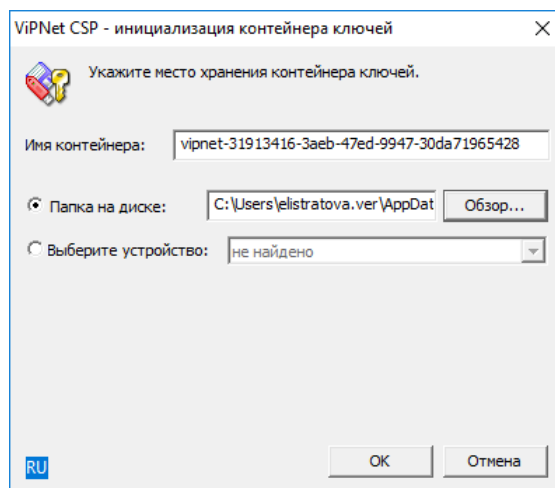 ViPNet CSP - инициализация контейнера ключей
Укажите место хранения контейнера ключей.
Имя контейнера: vipnet-31913416-3aeb-47ed-9947-30da71965428
Папка на диске: C:\Users\elistratova.ver\AppDat Обзор...
Выберите устройство: не найдено
RU OK Отмена